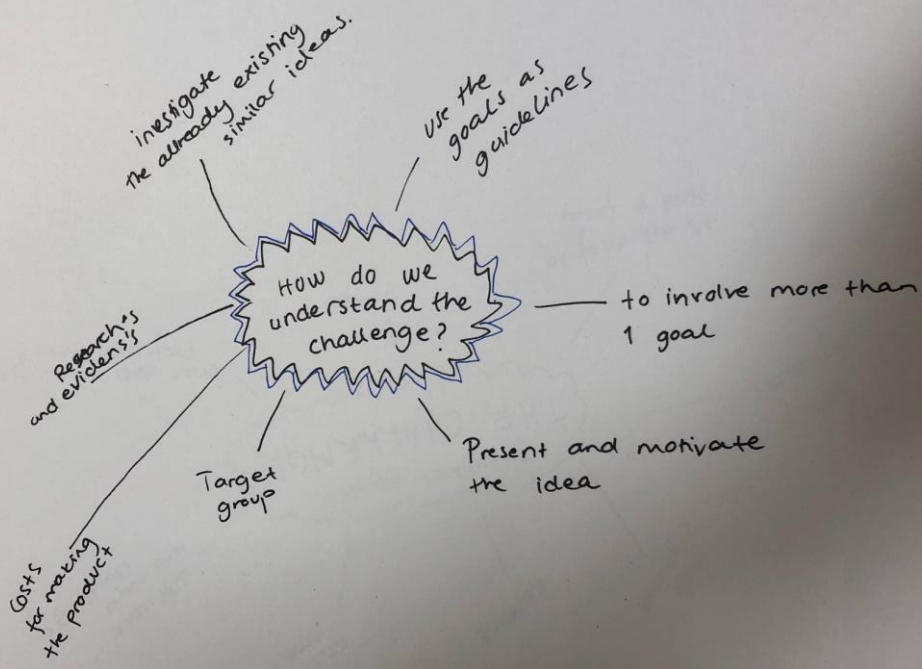 investigate
the allready existing
similar ideas.
use the
goals as
guidelines
How do we
understand the
challenge?
to involve more than
1 goal
Research's
and evidens's
Target
group
Present and motivate
the idea
Costs
for making
the product